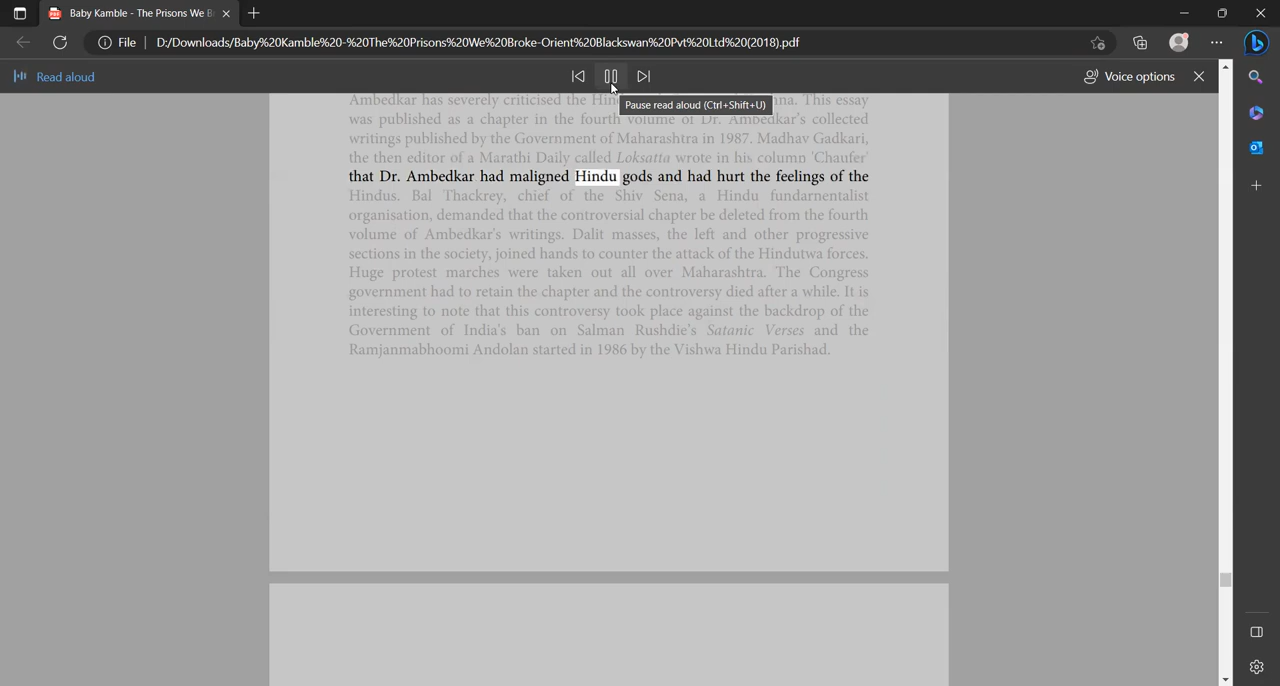 Baby Kamble - The Prisons We B
File
D:/Downloads/Baby%20Kamble%20-%20The%20Prisons%20We%20Broke-Orient%20Blackswan%20Pvt%20Ltd%20(2018).pdf
Read aloud
Voice options
Pause read aloud (Ctrl+Shift+U)
Ambedkar has severely criticised the This essay
was published as a chapter in the fourth volume of Dr. Ambedkar's collected
writings published by the Government of Maharashtra in 1987. Madhav Gadkari,
the then editor of a Marathi Daily called Loksatta wrote in his column 'Chaufer'
that Dr. Ambedkar had maligned Hindu gods and had hurt the feelings of the
Hindus. Bal Thackrey, chief of the Shiv Sena, a Hindu fundarnentalist
organisation, demanded that the controversial chapter be deleted from the fourth
volume of Ambedkar's writings. Dalit masses, the left and other progressive
sections in the society, joined hands to counter the attack of the Hindutwa forces.
Huge protest marches were taken out all over Maharashtra. The Congress
government had to retain the chapter and the controversy died after a while. It is
interesting to note that this controversy took place against the backdrop of the
Government of India's ban on Salman Rushdie's Satanic Verses and the
Ramjanmabhoomi Andolan started in 1986 by the Vishwa Hindu Parishad.